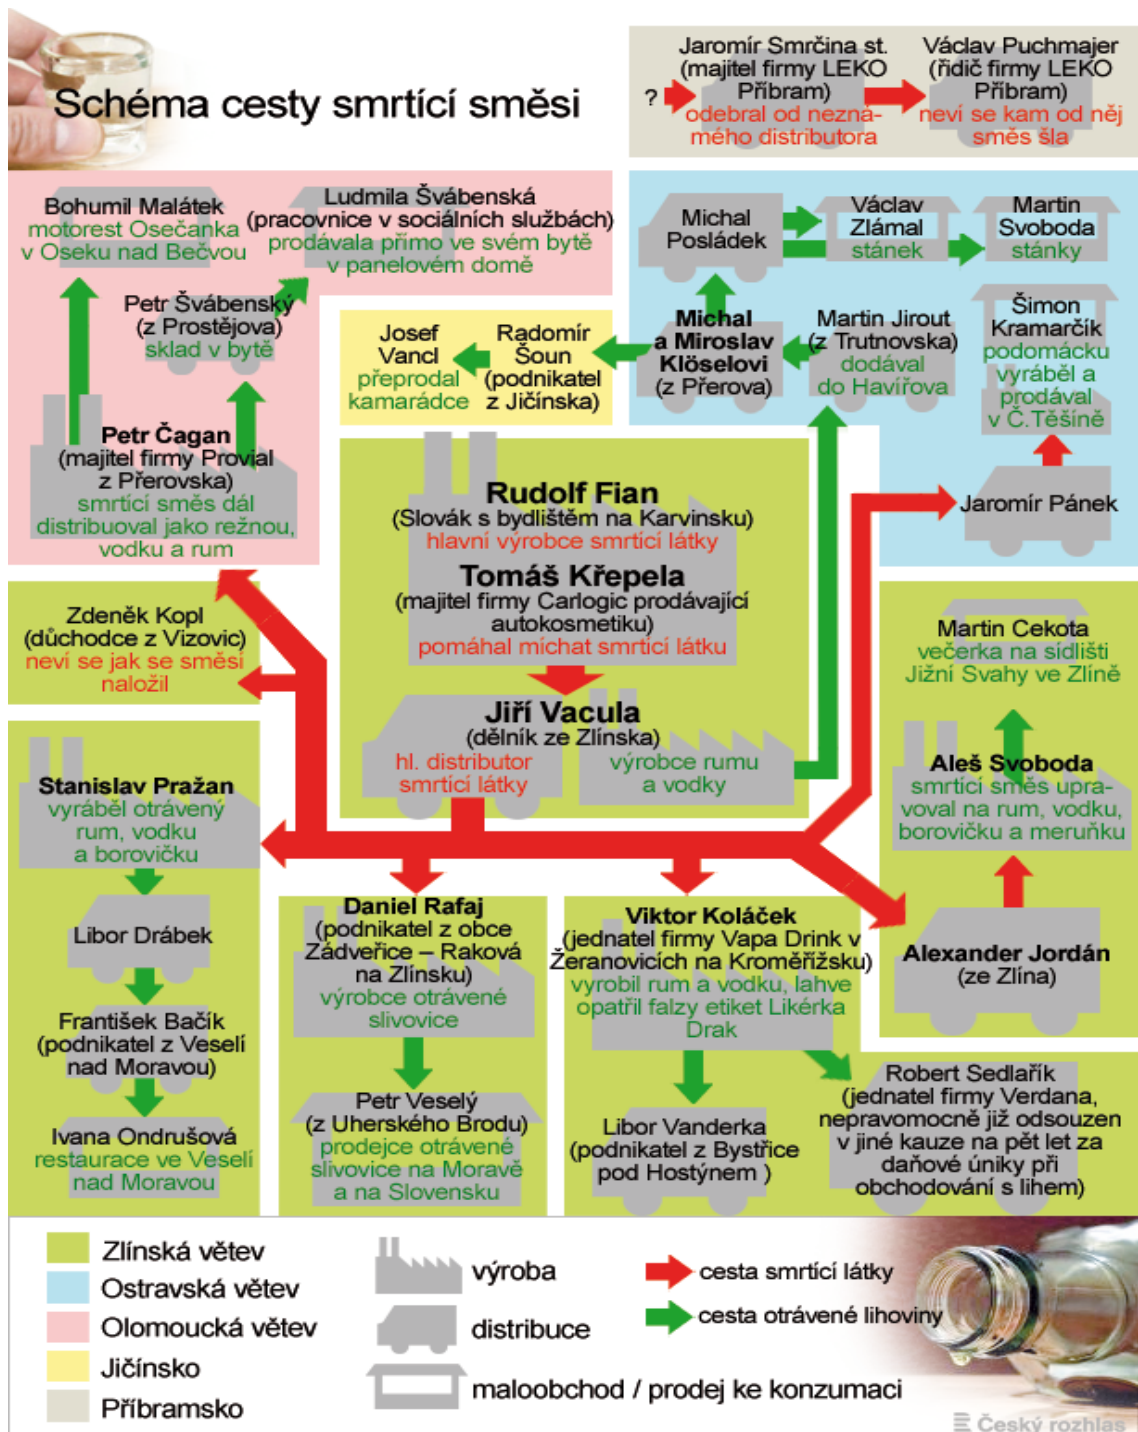 Schéma cesty smrtící směsi
?
Jaromír Smrčina st.
(majitel firmy LEKO
Příbram)
odebral od nezná-
mého distributora
Václav Puchmajer
(řidič firmy LEKO
Příbram)
neví se kam od něj
směs šla
Bohumil Malátek
motorest Osečanka
v Oseku nad Bečvou
Ludmila Švábenská
(pracovnice v sociálních službách)
prodávala přímo ve svém bytě
v panelovém domě
Petr Švábenský
(z Prostějova)
sklad v bytě
Petr Čagan
(majitel firmy Provial
z Přerovska)
smrtící směs dál
distribuoval jako režnou,
vodku a rum
Michal
Posládek
Václav
Zlámal
stánek
Martin
Svoboda
stánky
Josef
Vancl
přeprodal
kamarádce
Radomír
Šoun
(podnikatel
z Jičínska)
Michal
a Miroslav
Klöselovi
(z Přerova)
Martin Jirout
(z Trutnovska)
dodával
do Havířova
Šimon
Kramarčík
podomácku
vyráběl a
prodával
v Č.Těšíně
Jaromír Pánek
Rudolf Fian
(Slovák s bydlištěm na Karvinsku)
hlavní výrobce smrtící látky
Tomáš Křepela
(majitel firmy Carlogic prodávající
autokosmetiku)
pomáhal míchat smrtící látku
Jiří Vacula
(dělník ze Zlínska)
hl. distributor
smrtící látky
výrobce rumu
a vodky
Zdeněk Kopl
(důchodce z Vizovic)
neví se jak se směsí
naložil
Martin Cekota
večerka na sídlišti
Jižní Svahy ve Zlíně
Aleš Svoboda
smrtící směs upra-
voval na rum, vodku,
borovičku a meruňku
Alexander Jordán
(ze Zlína)
Stanislav Pražan
vyráběl otrávený
rum, vodku
a borovičku
Libor Drábek
František Bačík
(podnikatel z Veselí
nad Moravou)
Ivana Ondrušová
restaurace ve Veselí
nad Moravou
Daniel Rafaj
(podnikatel z obce
Zádveřice – Raková
na Zlínsku)
výrobce otrávené
slivovice
Petr Veselý
(z Uherského Brodu)
prodejce otrávené
slivovice na Moravě
a na Slovensku
Viktor Koláček
(jednatel firmy Vapa Drink v
Žeranovicích na Kroměřížsku)
vyrobil rum a vodku, lahve
opatřil falzy etiket Likérka
Drak
Libor Vanderka
(podnikatel z Bystřice
pod Hostýnem )
Robert Sedlařík
(jednatel firmy Verdana,
nepravomocně již odsouzen
v jiné kauze na pět let za
daňové úniky při
obchodování s lihem)
Zlínská větev
Ostravská větev
Olomoucká větev
Jičínsko
Příbramsko
výroba
distribuce
maloobchod / prodej ke konzumaci
cesta smrtící látky
cesta otrávené lihoviny
Český rozhlas